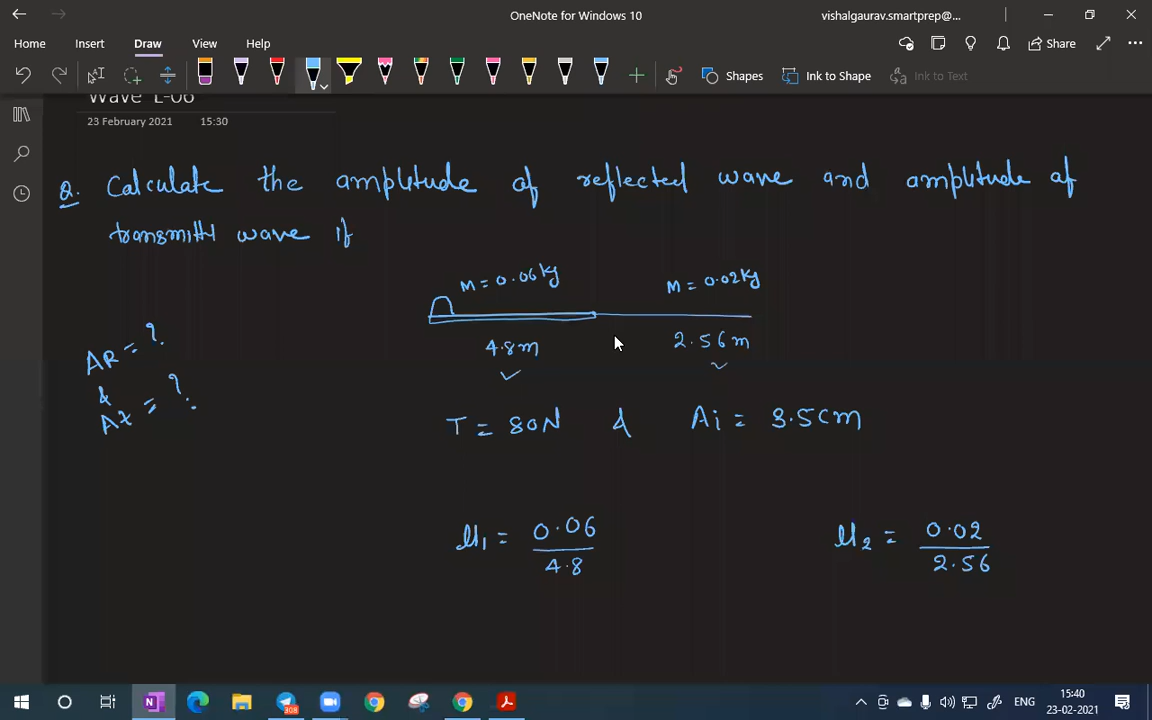 OneNote for Windows 10
vishalgaurav.smartprep@...
Home Insert Draw View Help
Share
Shapes Ink to Shape Ink to Text
Wave L-06
23 February 2021 15:30
Q. Calculate the amplitude of reflected wave and amplitude of
transmitt wave if
M = 0.06 kg M = 0.02 kg
4.8m 2.56 m
AR = ?
&
At = ?
T = 80N & Ai = 3.5 cm
μ1 = 0.06 / 4.8 μ2 = 0.02 / 2.56
ENG
15:40
23-02-2021